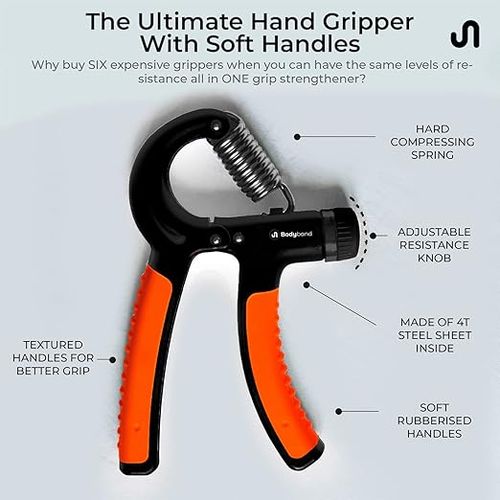 The Ultimate Hand Gripper
With Soft Handles
Why buy SIX expensive grippers when you can have the same levels of re-
sistance all in ONE grip strengthener?
HARD
COMPRESSING
SPRING
Bodyband
ADJUSTABLE
RESISTANCE
KNOB
MADE OF 4T
STEEL SHEET
INSIDE
TEXTURED
HANDLES FOR
BETTER GRIP
SOFT
RUBBERISED
HANDLES